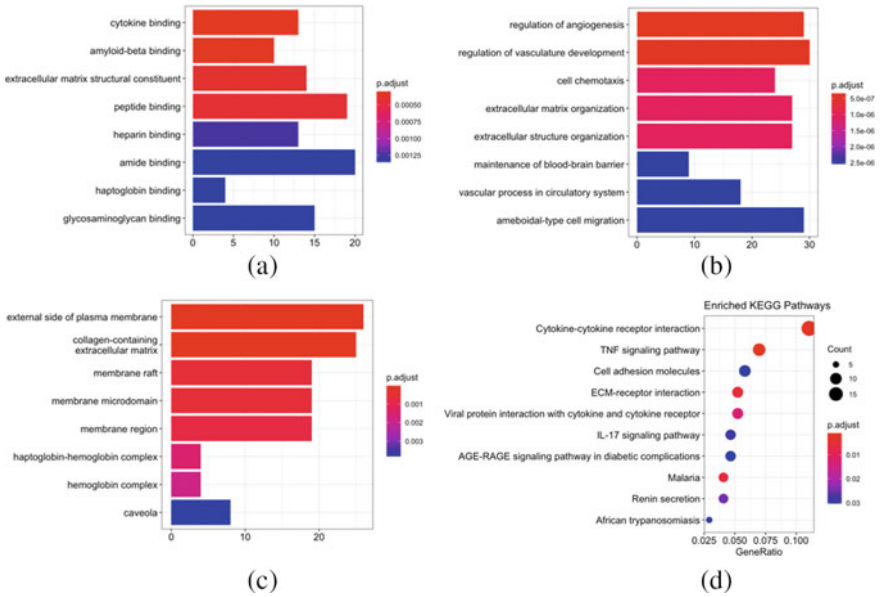 cytokine binding
amyloid-beta binding
extracellular matrix structural constituent
peptide binding
heparin binding
amide binding
haptoglobin binding
glycosaminoglycan binding
0 5 10 15 20
p.adjust
0.00050
0.00075
0.00100
0.00125
(a)
regulation of angiogenesis
regulation of vasculature development
cell chemotaxis
extracellular matrix organization
extracellular structure organization
maintenance of blood-brain barrier
vascular process in circulatory system
ameboidal-type cell migration
0 10 20 30
p.adjust
5.0e-07
1.0e-06
1.5e-06
2.0e-06
2.5e-06
(b)
external side of plasma membrane
collagen-containing
extracellular matrix
membrane raft
membrane microdomain
membrane region
haptoglobin-hemoglobin complex
hemoglobin complex
caveola
0 10 20
p.adjust
0.001
0.002
0.003
(c)
Enriched KEGG Pathways
Cytokine-cytokine receptor interaction
TNF signaling pathway
Cell adhesion molecules
ECM-receptor interaction
Viral protein interaction with cytokine and cytokine receptor
IL-17 signaling pathway
AGE-RAGE signaling pathway in diabetic complications
Malaria
Renin secretion
African trypanosomiasis
0.025 0.050 0.075 0.100
GeneRatio
Count
5
10
15
p.adjust
0.01
0.02
0.03
(d)